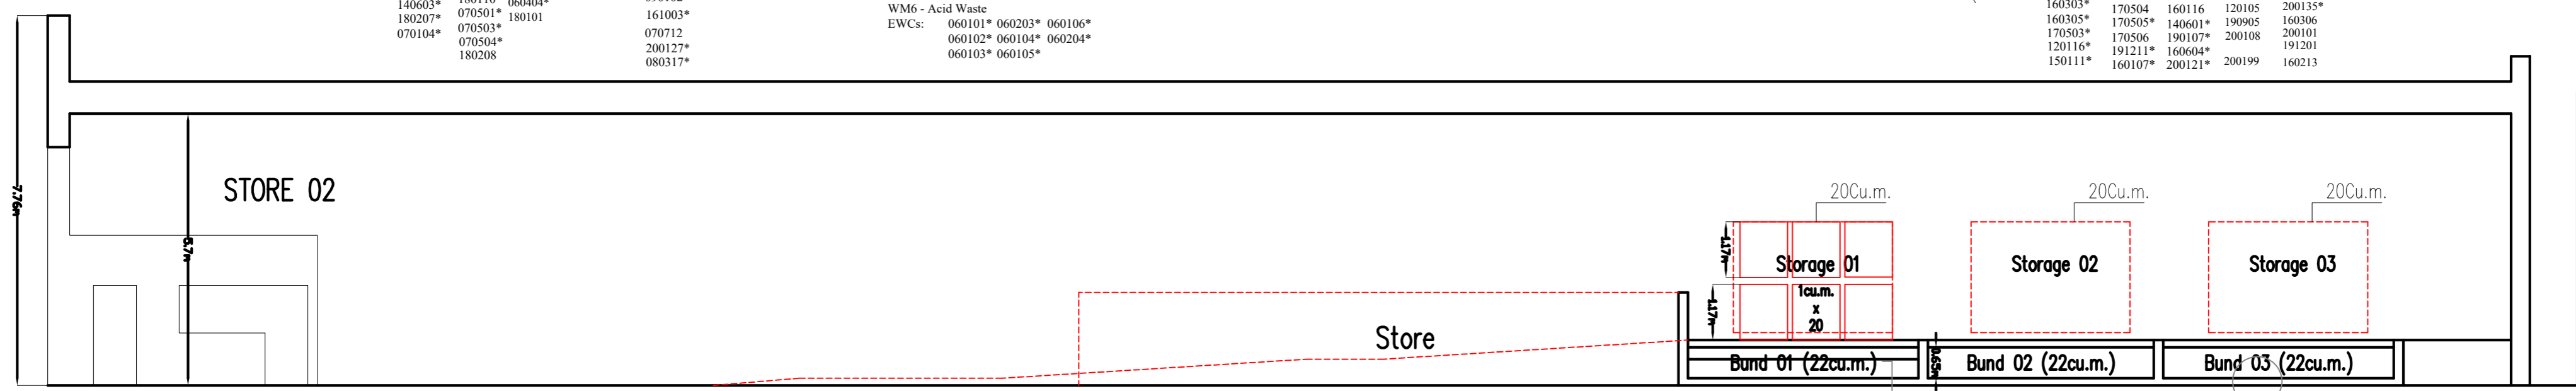 140603* 180110 060404*
180207* 070501* 180101
070104* 070503*
070504*
180208
161003*
070712
200127*
080317*
WM6 - Acid Waste
EWCs: 060101* 060203* 060106*
060102* 060104* 060204*
060103* 060105*
160303* 170504 160116 120105 200135*
160305* 170505* 140601* 190905 160306
170503* 170506 190107* 200108 200101
120116* 191211* 160604* 191201
150111* 160107* 200121* 200199 160213
7.76m
5.7m
STORE 02
Store
20Cu.m.
20Cu.m.
20Cu.m.
1.17m
Storage 01
Storage 02
Storage 03
1.17m
1cu.m.
x
20
0.65m
Bund 01 (22cu.m.)
Bund 02 (22cu.m.)
Bund 03 (22cu.m.)